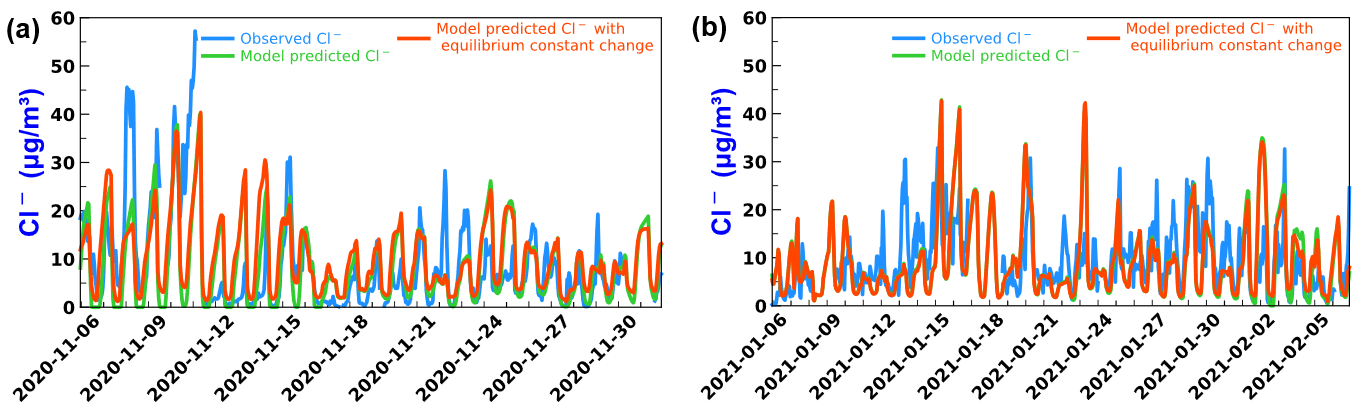 (a)
60
50
40
30
20
10
0
Cl⁻ (µg/m³)
Observed Cl⁻
Model predicted Cl⁻
Model predicted Cl⁻ with
equilibrium constant change
2020-11-06
2020-11-09
2020-11-12
2020-11-15
2020-11-18
2020-11-21
2020-11-24
2020-11-27
2020-11-30
(b)
60
50
40
30
20
10
0
Cl⁻ (µg/m³)
Observed Cl⁻
Model predicted Cl⁻
Model predicted Cl⁻ with
equilibrium constant change
2021-01-06
2021-01-09
2021-01-12
2021-01-15
2021-01-18
2021-01-21
2021-01-24
2021-01-27
2021-01-30
2021-02-02
2021-02-05